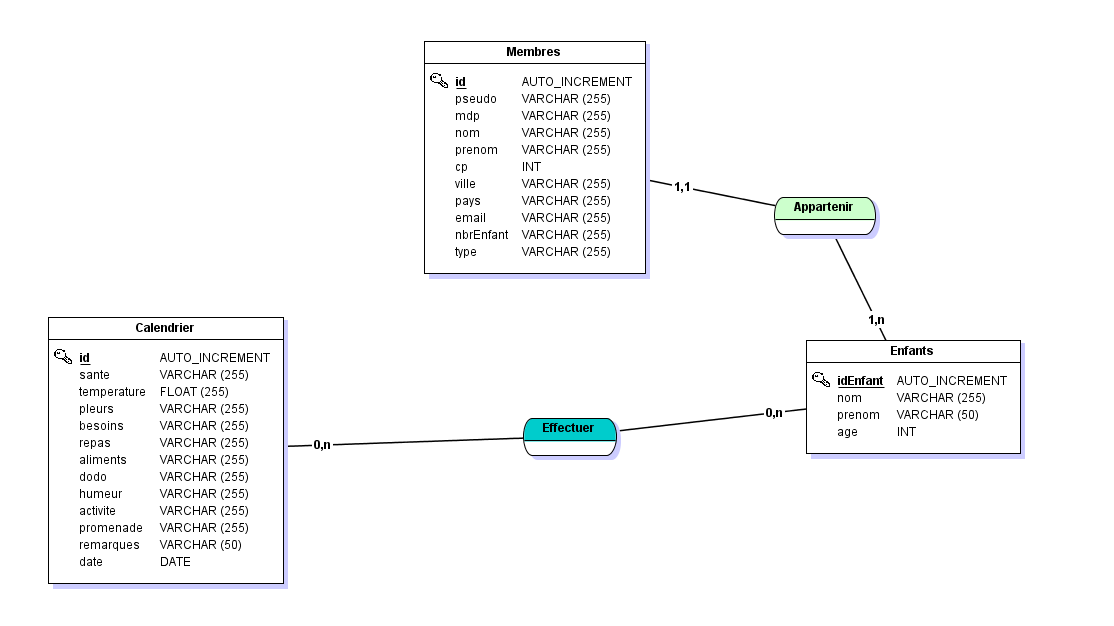 Membres
id AUTO_INCREMENT
pseudo VARCHAR (255)
mdp VARCHAR (255)
nom VARCHAR (255)
prenom VARCHAR (255)
cp INT
ville VARCHAR (255)
pays VARCHAR (255)
email VARCHAR (255)
nbrEnfant VARCHAR (255)
type VARCHAR (255)
1,1
Appartenir
1,n
Enfants
idEnfant AUTO_INCREMENT
nom VARCHAR (255)
prenom VARCHAR (50)
age INT
0,n
Effectuer
0,n
Calendrier
id AUTO_INCREMENT
sante VARCHAR (255)
temperature FLOAT (255)
pleurs VARCHAR (255)
besoins VARCHAR (255)
repas VARCHAR (255)
aliments VARCHAR (255)
dodo VARCHAR (255)
humeur VARCHAR (255)
activite VARCHAR (255)
promenade VARCHAR (255)
remarques VARCHAR (50)
date DATE